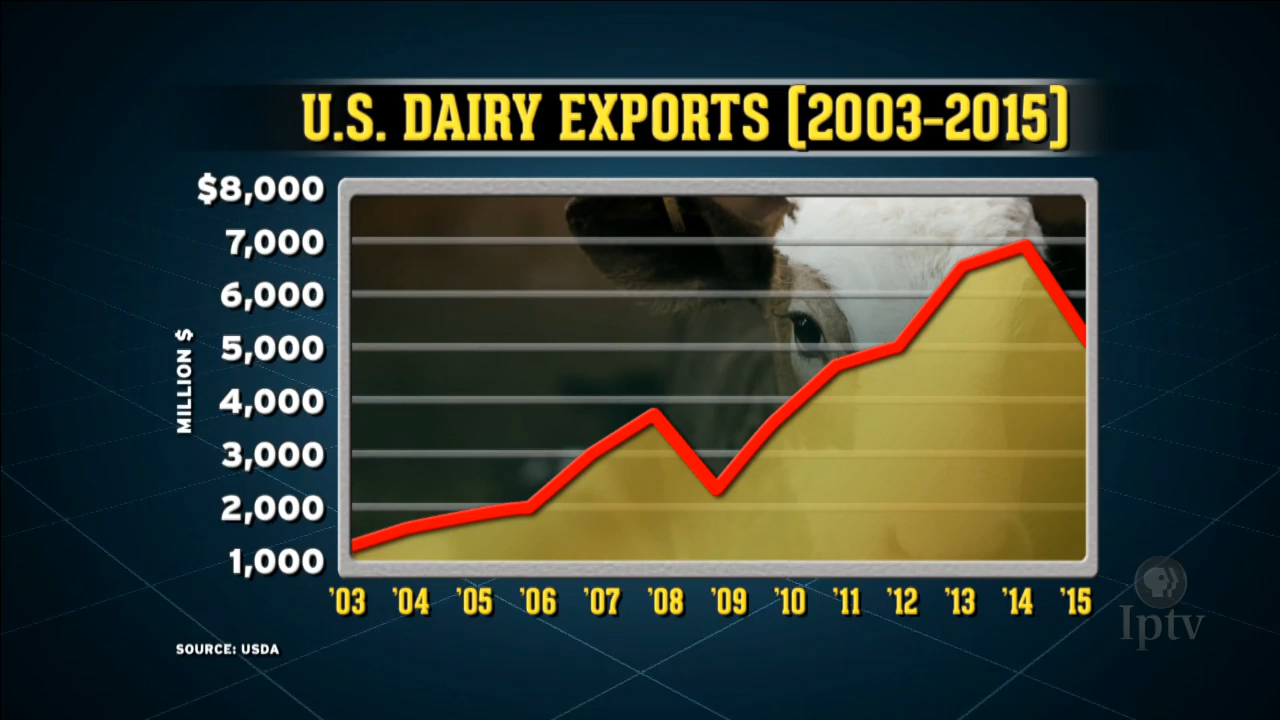 U.S. DAIRY EXPORTS (2003-2015)
$8,000
7,000
6,000
5,000
4,000
3,000
2,000
1,000
MILLION $
'03 '04 '05 '06 '07 '08 '09 '10 '11 '12 '13 '14 '15
SOURCE: USDA
Iptv